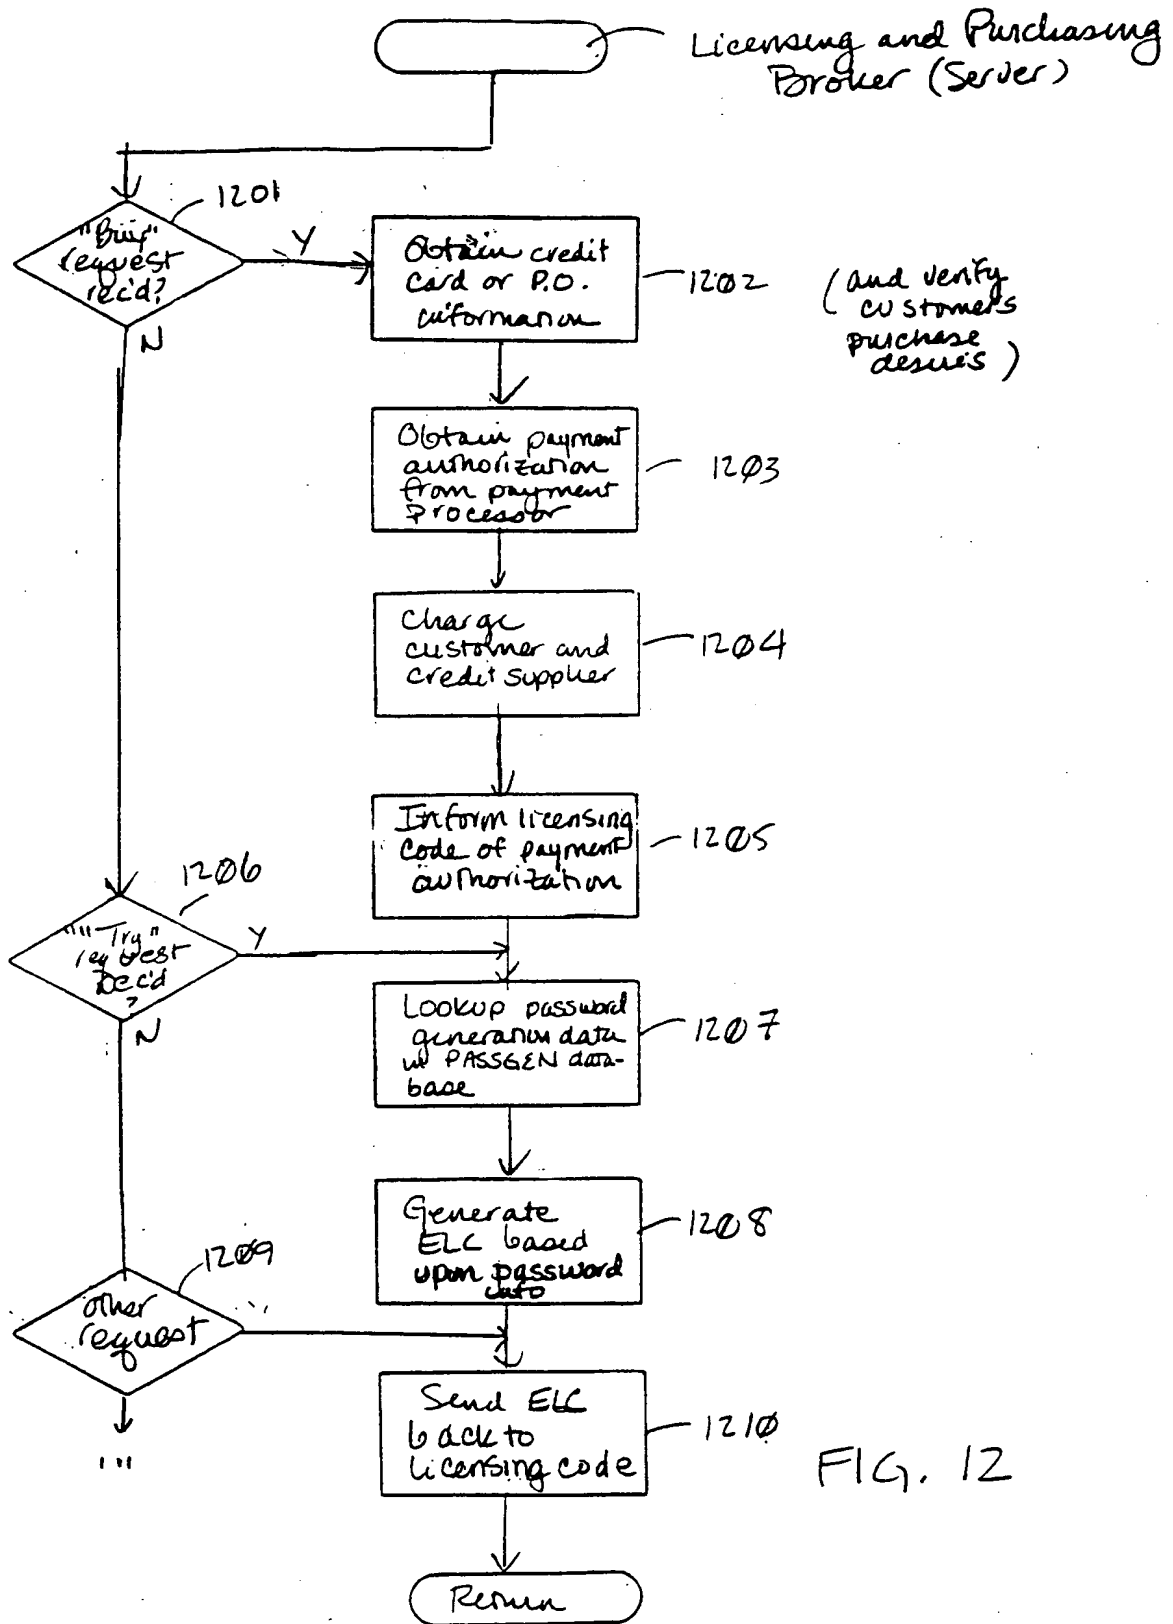 Licensing and Purchasing
Broker (Server)
1201
"Buy"
request
rec'd?
Y
N
Obtain credit
card or P.O.
information
1202
(and verify
customers
purchase
desires)
Obtain payment
authorization
from payment
Processor
1203
Charge
customer and
credit supplier
1204
Inform licensing
code of payment
authorization
1205
1206
"Try"
request
rec'd
?
Y
N
Lookup password
generation data
in PASSGEN data-
base
1207
Generate
ELC based
upon password
info
1208
1209
other
request
...
Send ELC
back to
licensing code
1210
FIG. 12
Return